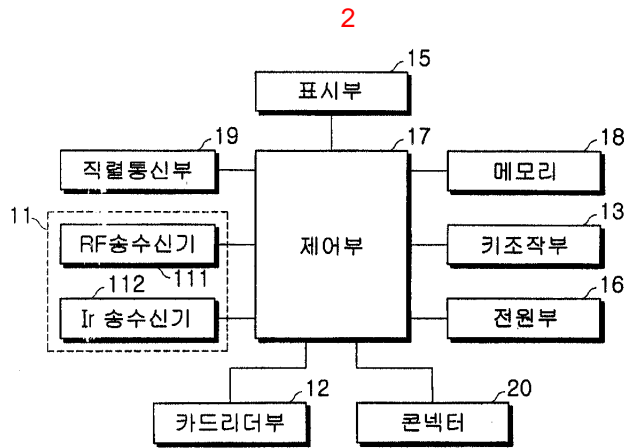 2
15
표시부
19
17
18
직렬통신부
메모리
11
13
RF송수신기
제어부
키조작부
111
112
16
Ir 송수신기
전원부
12
20
카드리더부
콘넥터